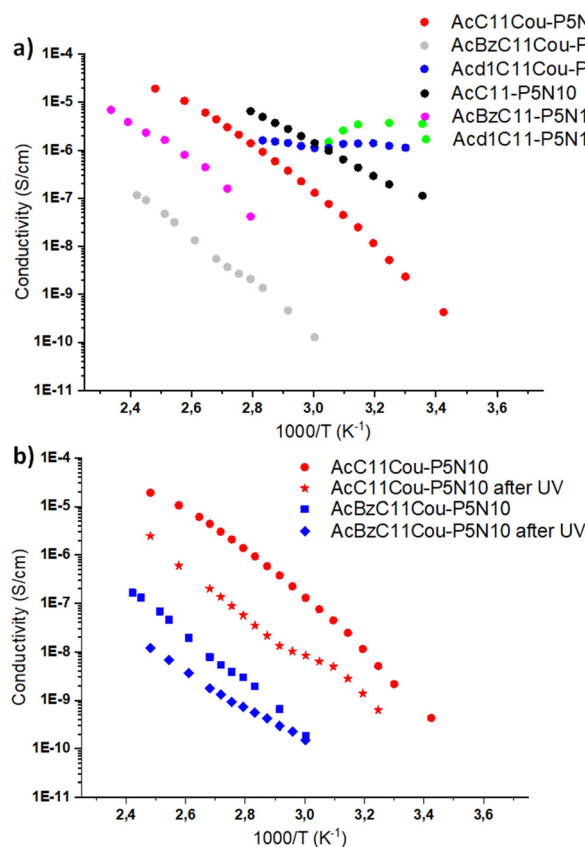 a)
AcC11Cou-P5N
AcBzC11Cou-P
Acd1C11Cou-P
AcC11-P5N10
AcBzC11-P5N1
Acd1C11-P5N1
1E-4
1E-5
1E-6
1E-7
1E-8
1E-9
1E-10
1E-11
Conductivity (S/cm)
2,4 2,6 2,8 3,0 3,2 3,4 3,6
1000/T (K-1)
b)
AcC11Cou-P5N10
AcC11Cou-P5N10 after UV
AcBzC11Cou-P5N10
AcBzC11Cou-P5N10 after UV
1E-4
1E-5
1E-6
1E-7
1E-8
1E-9
1E-10
1E-11
Conductivity (S/cm)
2,4 2,6 2,8 3,0 3,2 3,4 3,6
1000/T (K-1)